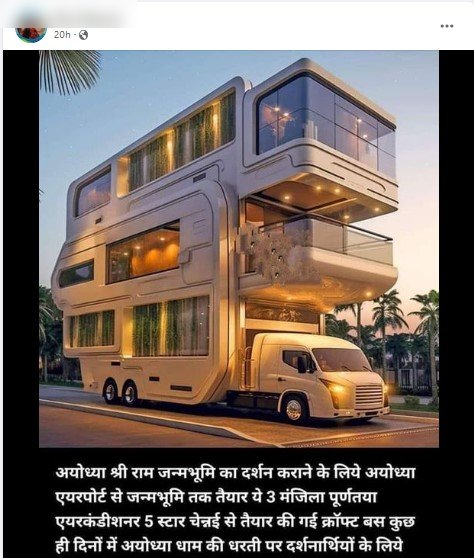 20h ·
अयोध्या श्री राम जन्मभूमि का दर्शन कराने के लिये अयोध्या
एयरपोर्ट से जन्मभूमि तक तैयार ये 3 मंजिला पूर्णतया
एयरकंडीशनर 5 स्टार चेन्नई से तैयार की गई क्रॉफ्ट बस कुछ
ही दिनों में अयोध्या धाम की धरती पर दर्शनार्थियों के लिये